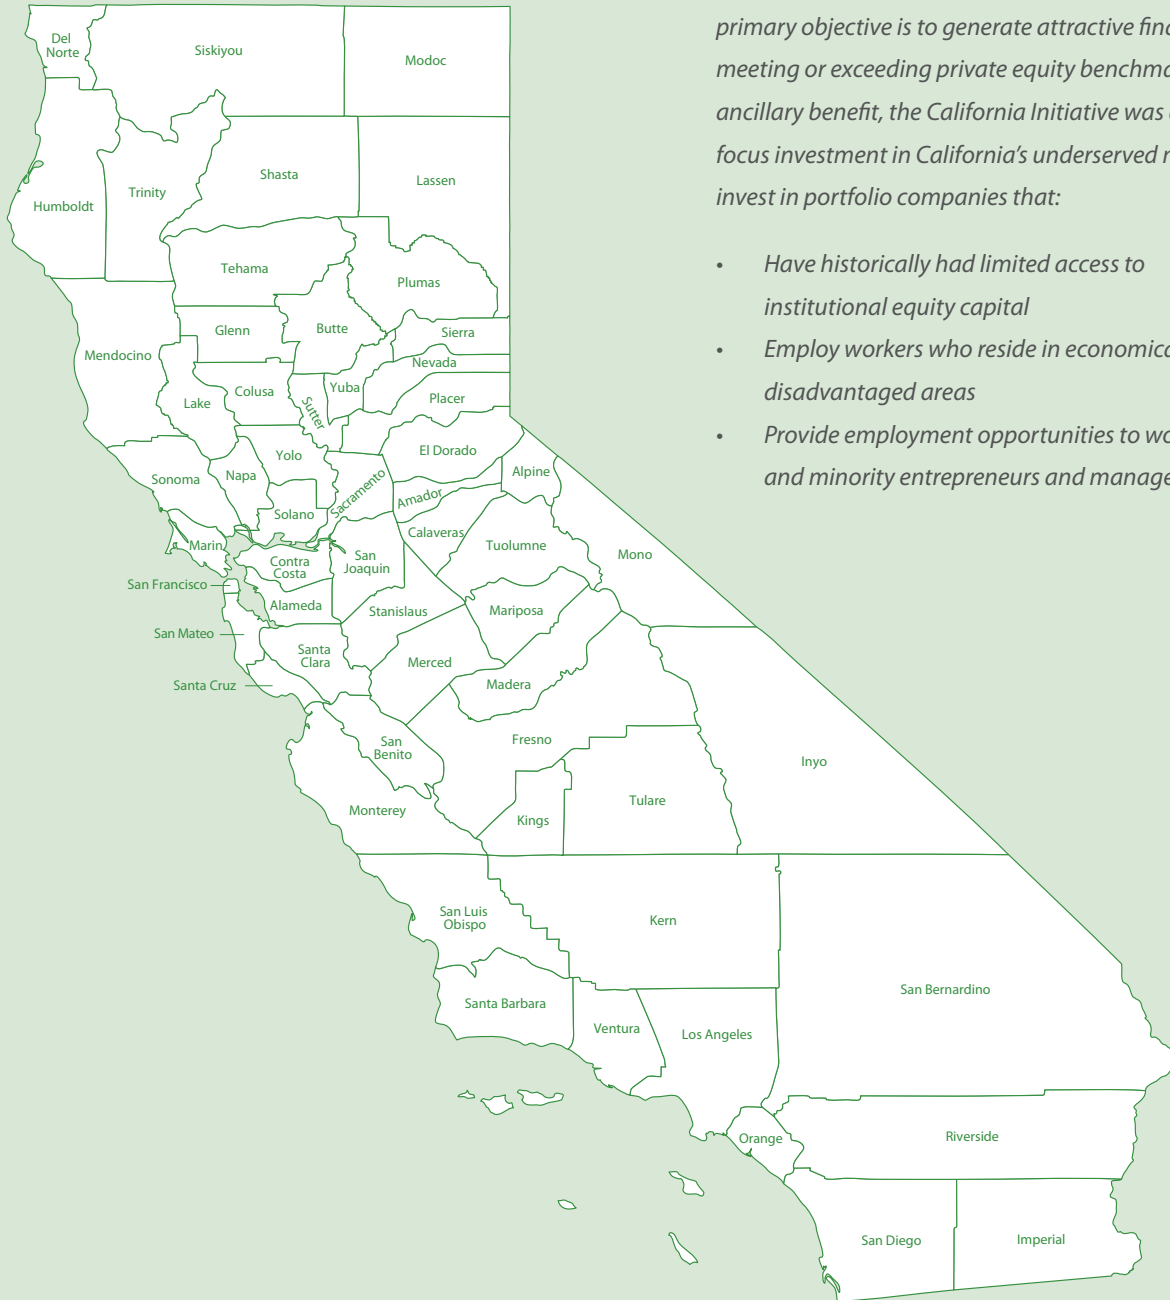 primary objective is to generate attractive
meeting or exceeding private equity
ancillary benefit, the California Initiative was
focus investment in California's underserved
invest in portfolio companies that:
• Have historically had limited access to
institutional equity capital
• Employ workers who reside in
disadvantaged areas
• Provide employment opportunities to
and minority entrepreneurs and
Del
Norte
Siskiyou
Modoc
Humboldt
Trinity
Shasta
Lassen
Tehama
Plumas
Mendocino
Glenn
Butte
Sierra
Nevada
Lake
Colusa
Sutter
Yuba
Placer
Sonoma
Napa
Yolo
El Dorado
Alpine
Solano
Sacramento
Amador
Marin
Calaveras
Tuolumne
Mono
Contra
Costa
San
Joaquin
San Francisco
Alameda
Stanislaus
Mariposa
San Mateo
Santa
Clara
Merced
Santa Cruz
Madera
San
Benito
Fresno
Inyo
Monterey
Kings
Tulare
San Luis
Obispo
Kern
Santa Barbara
Ventura
Los Angeles
San Bernardino
Orange
Riverside
San Diego
Imperial